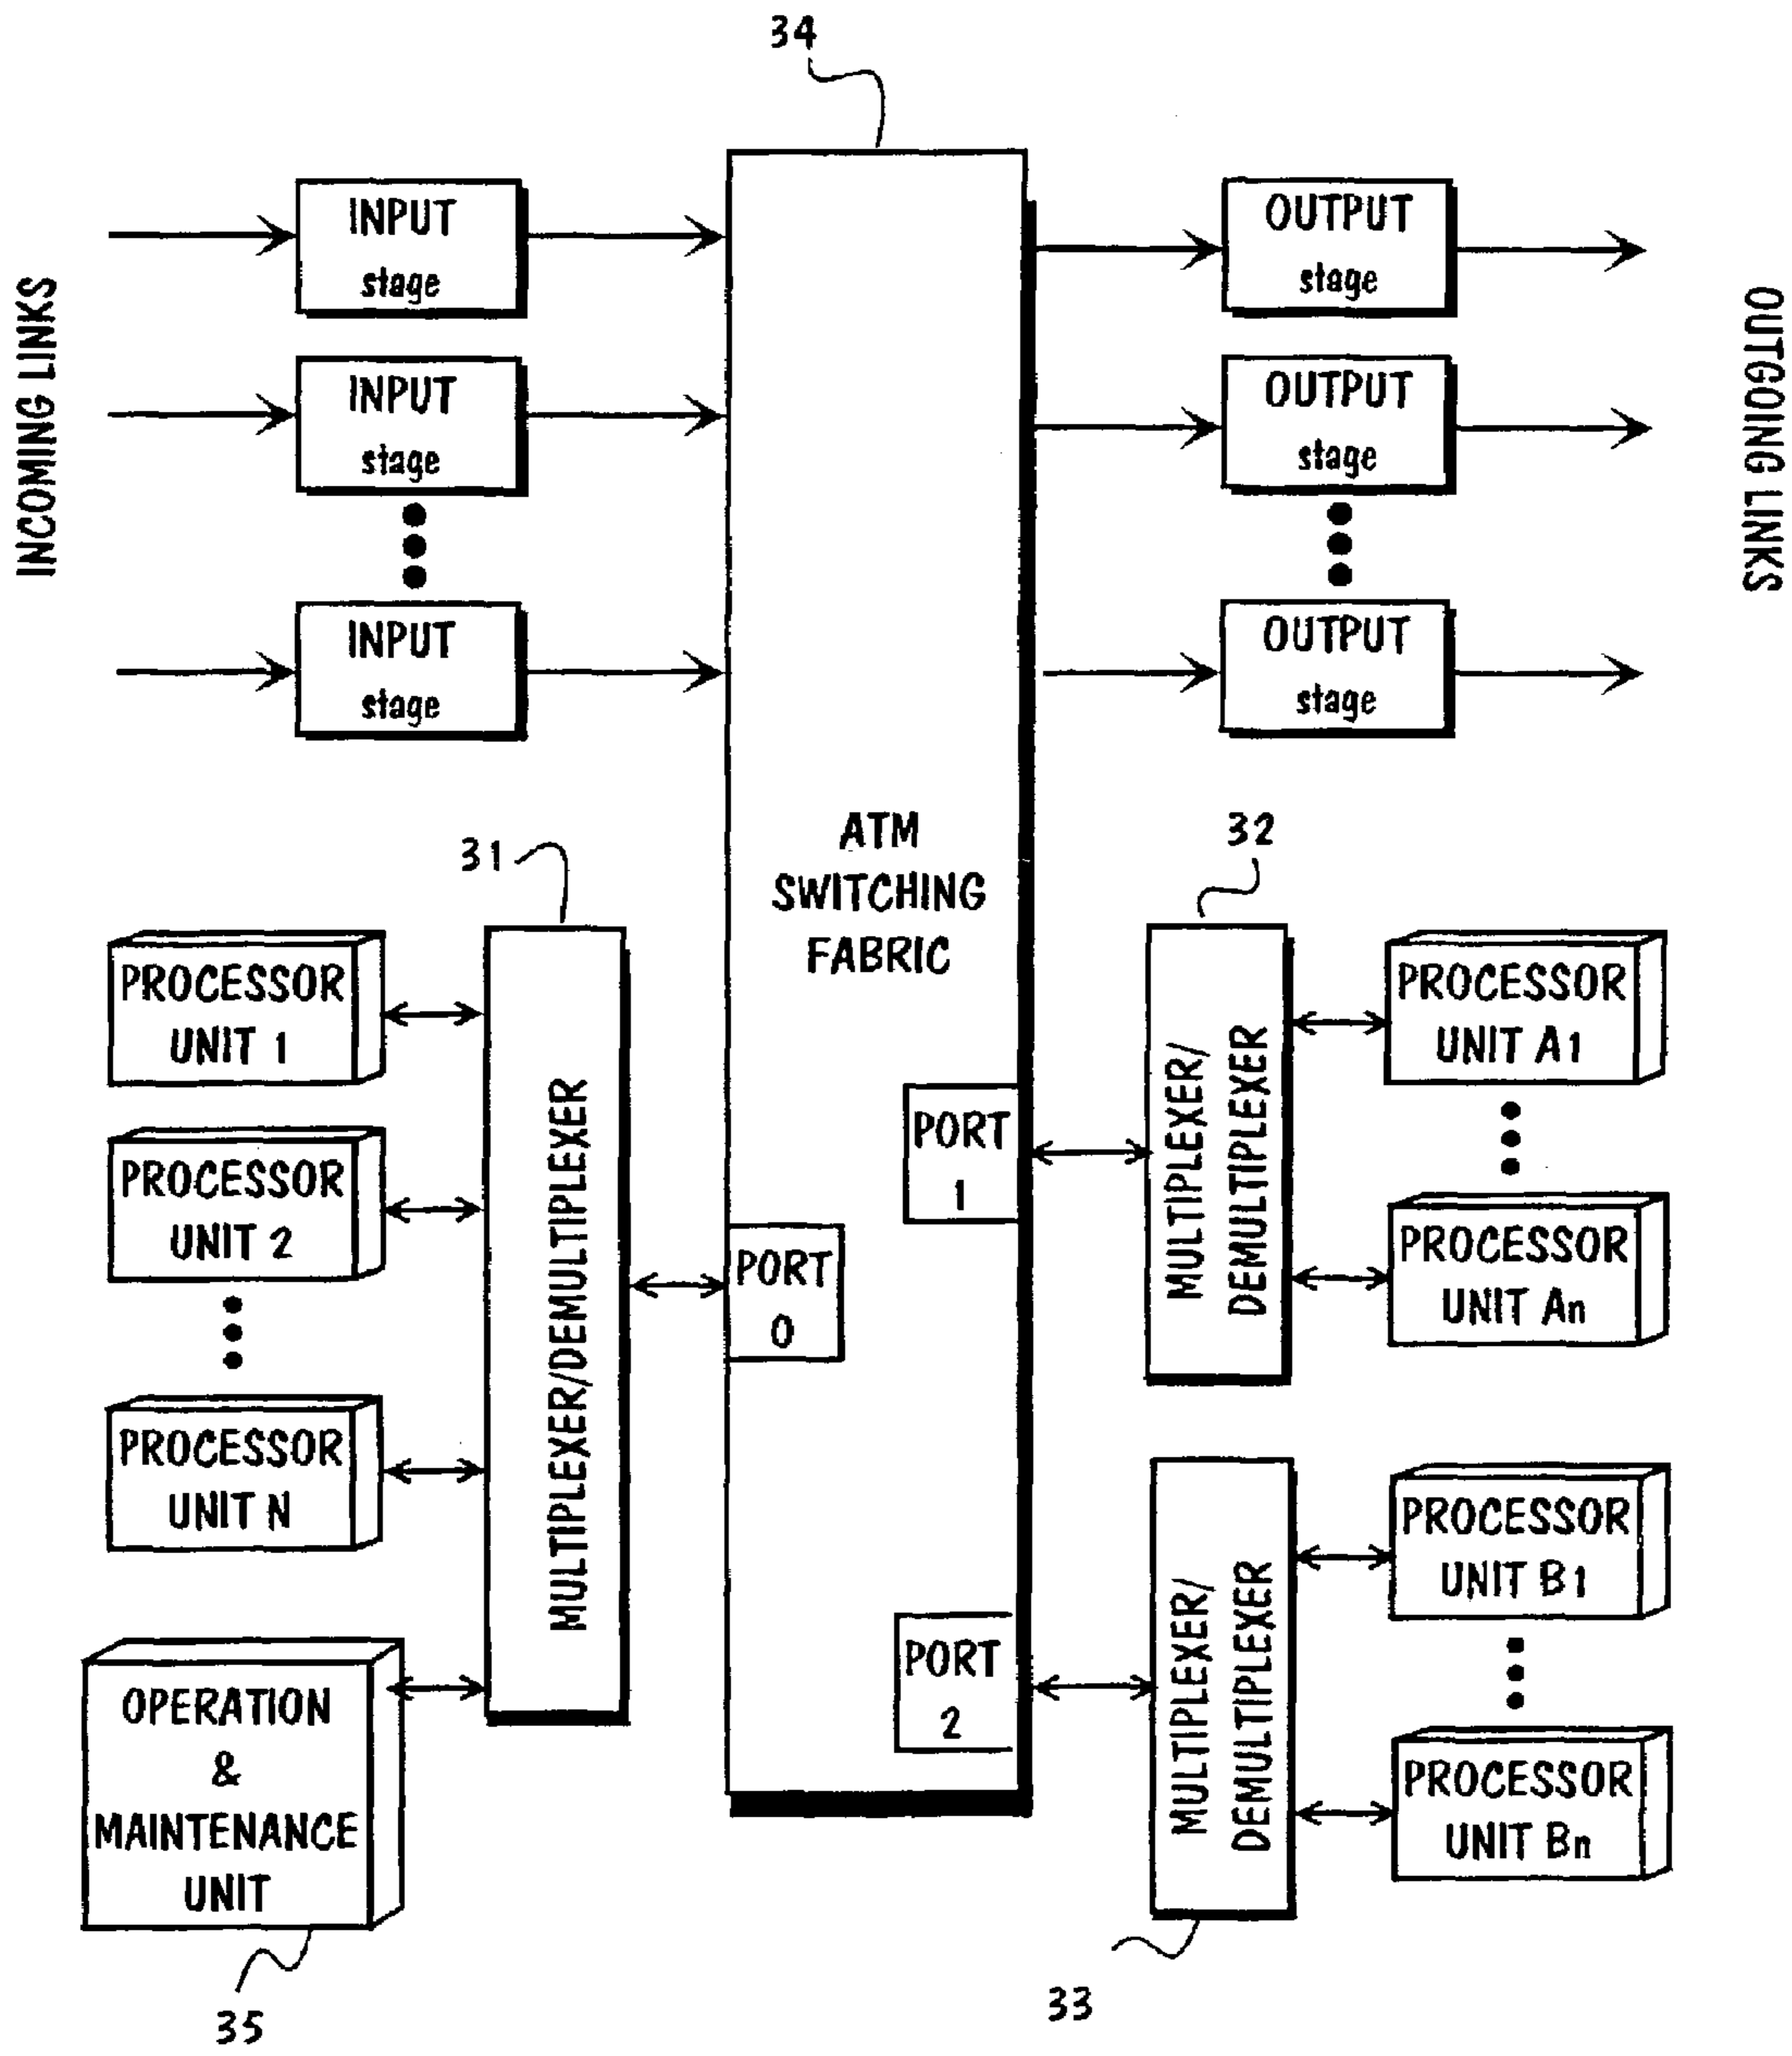 34
INCOMING LINKS
INPUT
stage
INPUT
stage
INPUT
stage
OUTPUT
stage
OUTPUT
stage
OUTPUT
stage
OUTGOING LINKS
ATM
SWITCHING
FABRIC
31
PROCESSOR
UNIT 1
PROCESSOR
UNIT 2
PROCESSOR
UNIT N
OPERATION
&
MAINTENANCE
UNIT
35
MULTIPLEXER/DEMULTIPLEXER
PORT
0
PORT
1
PORT
2
32
MULTIPLEXER/
DEMULTIPLEXER
PROCESSOR
UNIT A1
PROCESSOR
UNIT An
MULTIPLEXER/
DEMULTIPLEXER
33
PROCESSOR
UNIT B1
PROCESSOR
UNIT Bn